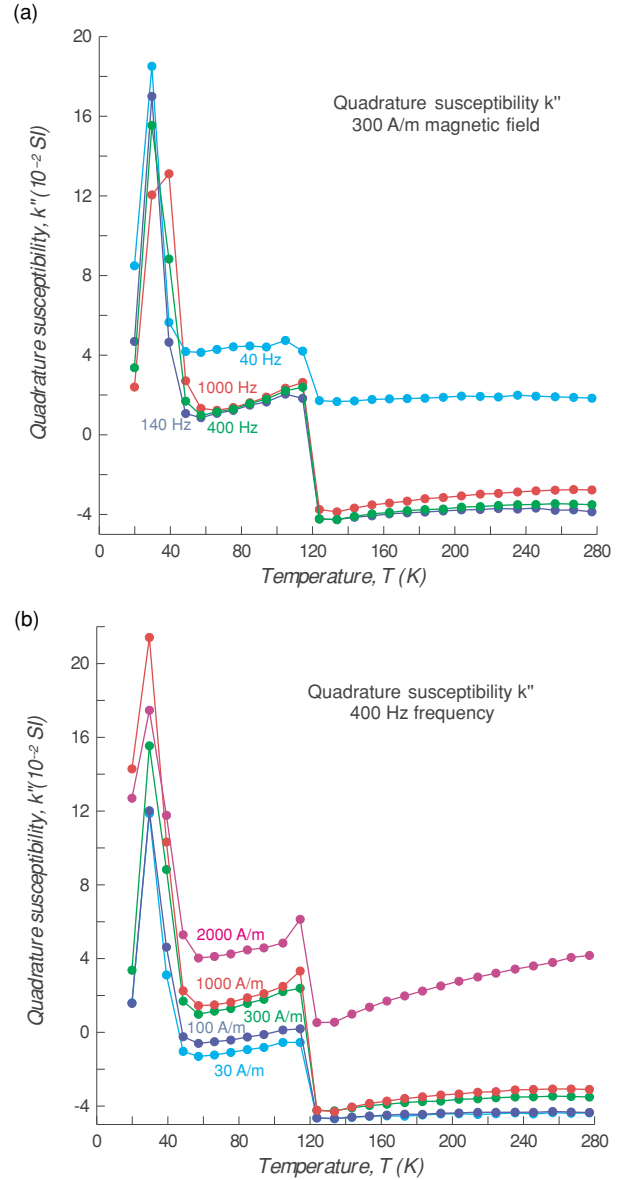 (a)
20
16
12
8
4
0
-4
Quadrature susceptibility, k" (10⁻² SI)
Quadrature susceptibility k"
300 A/m magnetic field
40 Hz
1000 Hz
140 Hz
400 Hz
0 40 80 120 160 200 240 280
Temperature, T (K)
(b)
20
16
12
8
4
0
-4
Quadrature susceptibility, k"(10⁻² SI)
Quadrature susceptibility k"
400 Hz frequency
2000 A/m
1000 A/m
300 A/m
100 A/m
30 A/m
0 40 80 120 160 200 240 280
Temperature, T (K)